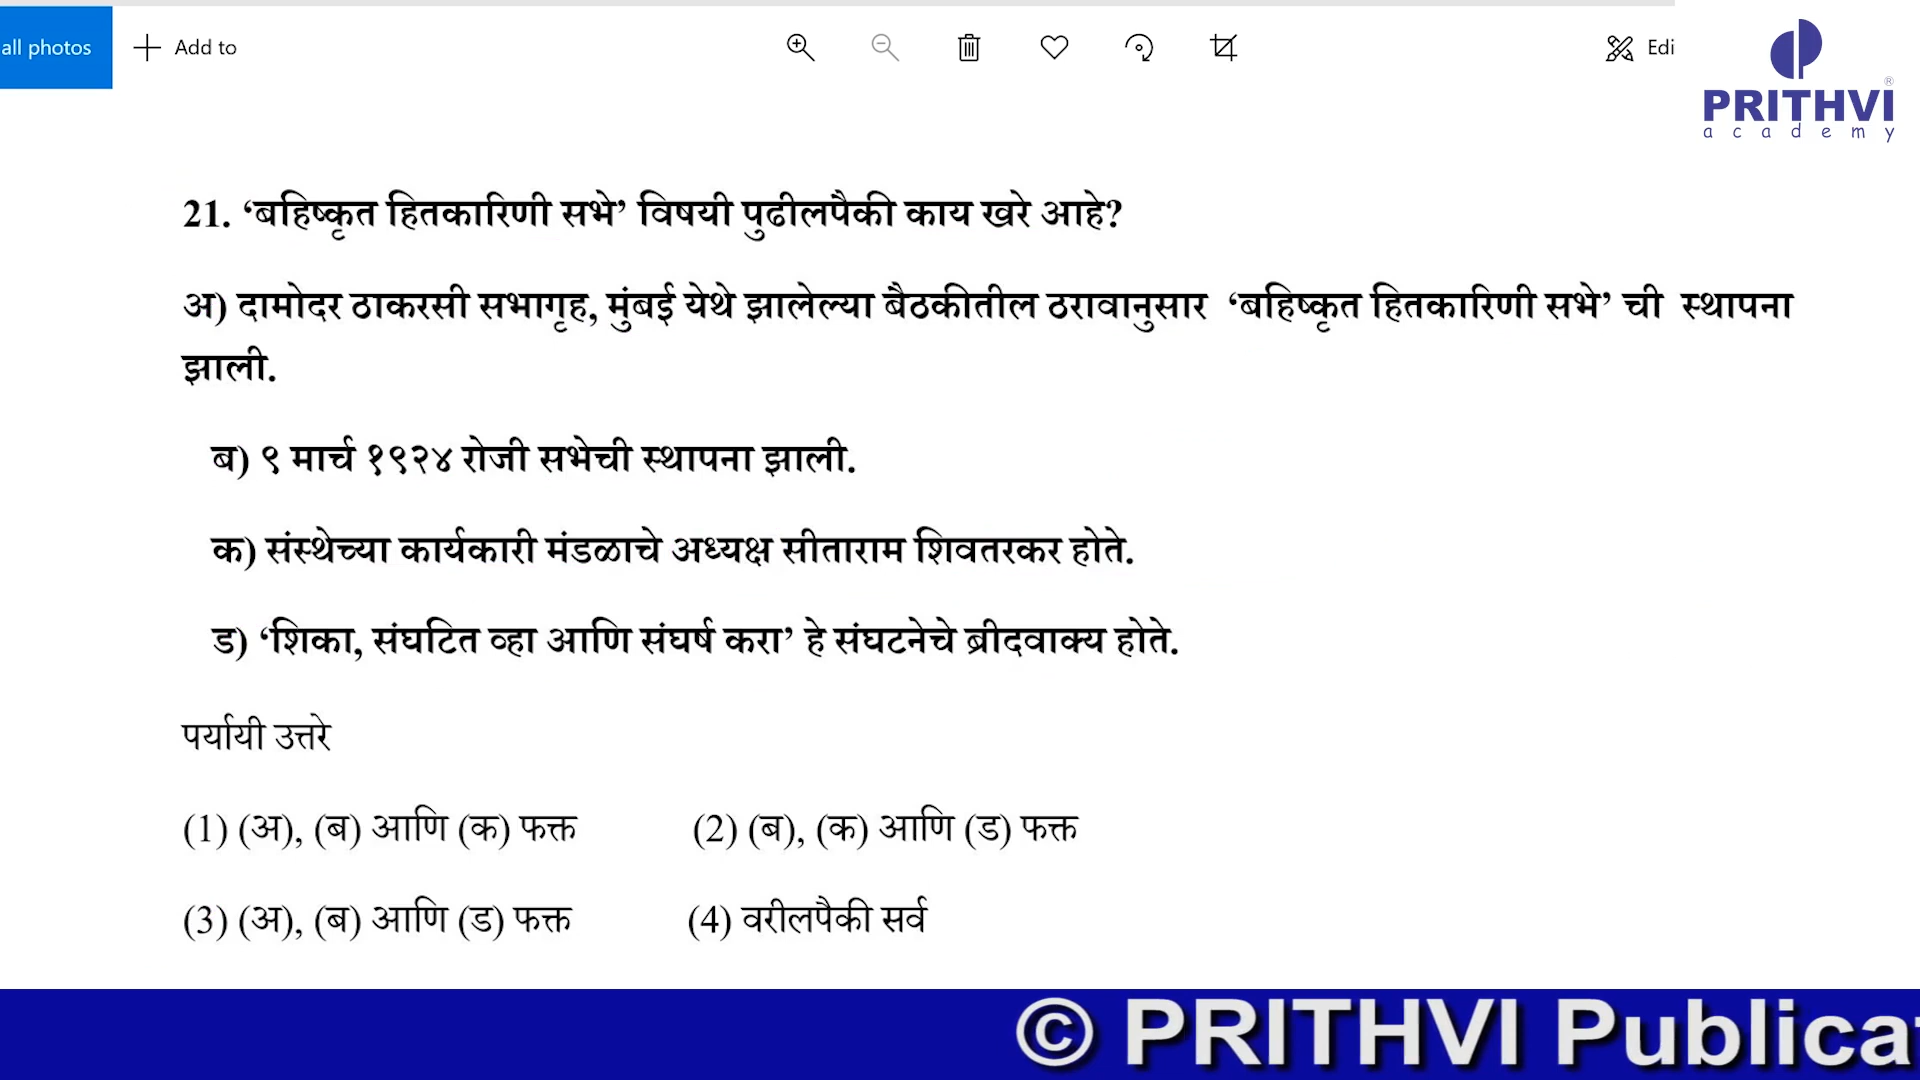 all photos
Add to
Edi
PRITHVI
®
academy
21. ‘बहिष्कृत हितकारिणी सभे’ विषयी पुढीलपैकी काय खरे आहे?
अ) दामोदर ठाकरसी सभागृह, मुंबई येथे झालेल्या बैठकीतील ठरावानुसार ‘बहिष्कृत हितकारिणी सभे’ ची स्थापना
झाली.
ब) ९ मार्च १९२४ रोजी सभेची स्थापना झाली.
क) संस्थेच्या कार्यकारी मंडळाचे अध्यक्ष सीताराम शिवतरकर होते.
ड) ‘शिका, संघटित व्हा आणि संघर्ष करा’ हे संघटनेचे ब्रीदवाक्य होते.
पर्यायी उत्तरे
(1) (अ), (ब) आणि (क) फक्त (2) (ब), (क) आणि (ड) फक्त
(3) (अ), (ब) आणि (ड) फक्त (4) वरीलपैकी सर्व
© PRITHVI Publica